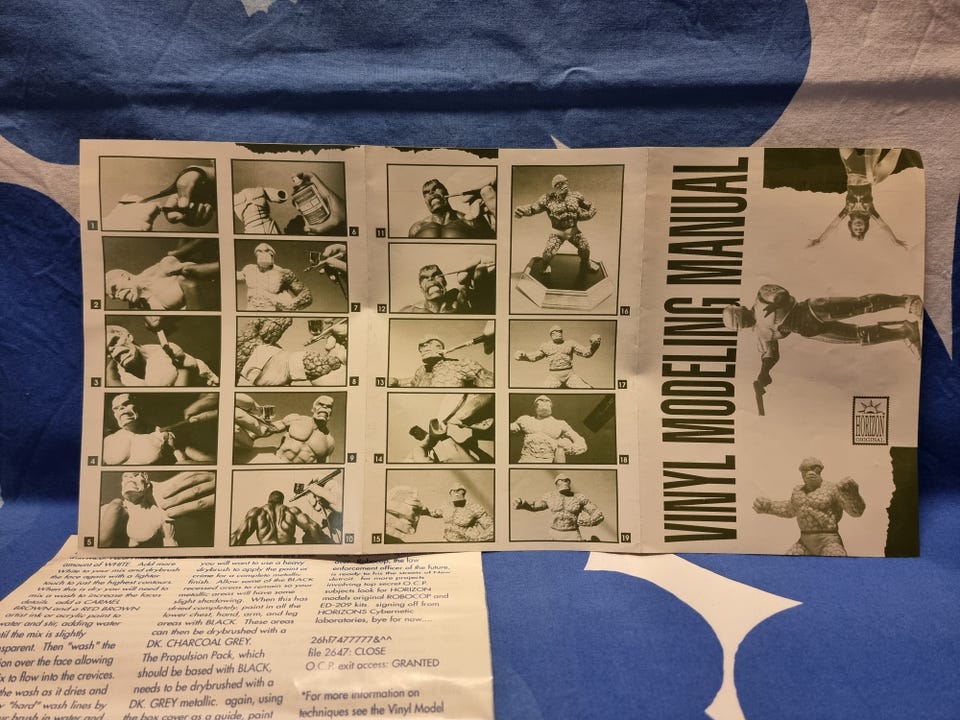 1
2
3
4
5
6
7
8
9
10
11
12
13
14
15
16
17
18
19
VINYL MODELING MANUAL
HORIZON
ORIGINAL
amount of WHITE. Add more
White to your mix and drybrush
the face again with a lighter
touch to the highest contours.
When this is dry you will need to
mix a wash to increase the face
details. add a CARMEL
BROWN and a RED BROWN
artist ink or acrylic paint to
water and stir, adding water
til the mix is slightly
sparent. Then "wash" the
on over the face allowing
ix to flow into the crevices.
the wash as it dries and
y "hard" wash lines by
ur brush in water and
you will want to use a heavy
drybrush to apply the paint or
finish. Allow some of the BLACK
recessed areas to remain so your
metallic areas will have some
slight shadowing. When this has
dried completely, paint in all the
lower chest, hand, arm, and leg
areas with BLACK. These areas
can then be drybrushed with a
DK. CHARCOAL GREY.
The Propulsion Pack, which
should be based with BLACK,
needs to be drybrushed with a
DK. GREY metallic. again, using
the box cover as a guide, paint
over. Robocop, the law
enforcement officer of the future,
is ready to hit the streets of New
detroit. for more projects
involving top secret O.C.P.
subjects look for HORIZON
models original ROBOCOP and
ED-209 kits. signing off from
HORIZONS Cybernetic
laboratories, bye for now....
26hf7477777&^^
file 2647: CLOSE
O.C.P. exit access: GRANTED
*For more information on
techniques see the Vinyl Model